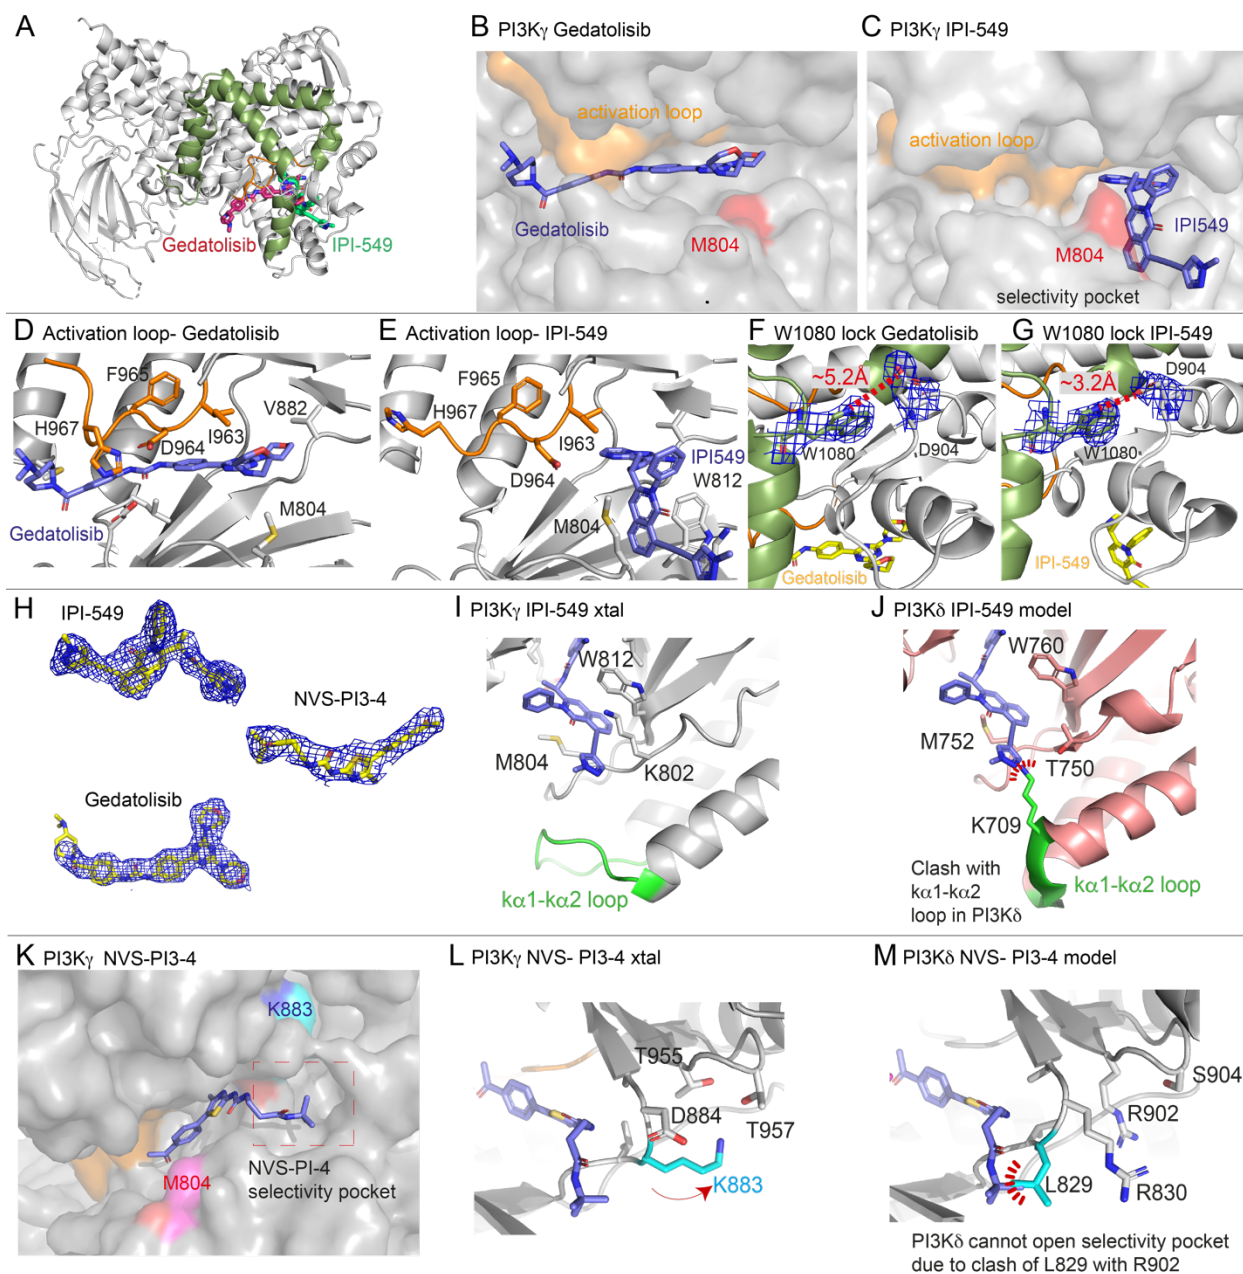 A
Gedatolisib
IPI-549
B PI3Kγ Gedatolisib
activation loop
Gedatolisib
M804
C PI3Kγ IPI-549
activation loop
IPI549
M804
selectivity pocket
D Activation loop- Gedatolisib
F965
V882
H967
D964
I963
M804
Gedatolisib
E Activation loop- IPI-549
F965
H967
I963
D964
IPI549
W812
M804
F W1080 lock Gedatolisib
~5.2Å
W1080
D904
Gedatolisib
G W1080 lock IPI-549
D904
~3.2Å
W1080
IPI-549
H
IPI-549
NVS-PI3-4
Gedatolisib
I PI3Kγ IPI-549 xtal
W812
M804
K802
kα1-kα2 loop
J PI3Kδ IPI-549 model
W760
M752
T750
K709
Clash with
kα1-kα2
loop in PI3Kδ
kα1-kα2 loop
K PI3Kγ NVS-PI3-4
K883
M804
NVS-PI-4
selectivity pocket
L PI3Kγ NVS- PI3-4 xtal
T955
D884
T957
K883
M PI3Kδ NVS- PI3-4 model
S904
R902
L829
R830
PI3Kδ cannot open selectivity pocket
due to clash of L829 with R902